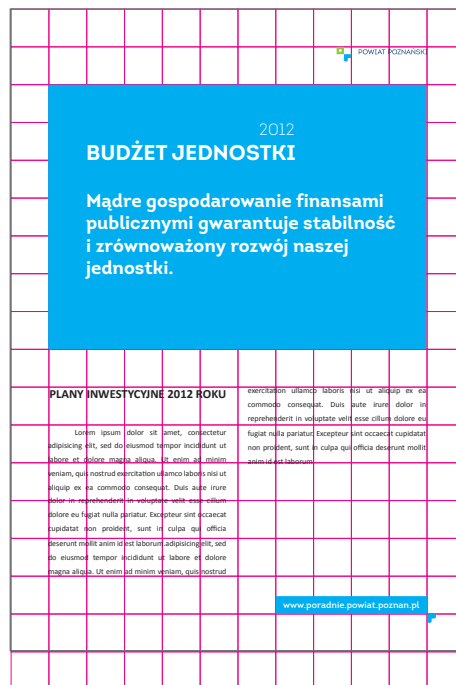 POWIAT POZNAŃSKI
2012
BUDŻET JEDNOSTKI
Mądre gospodarowanie finansami
publicznymi gwarantuje stabilność
i zrównoważony rozwój naszej
jednostki.
PLANY INWESTYCYJNE 2012 ROKU
Lorem ipsum dolor sit amet, consectetur
adipisicing elit, sed do eiusmod tempor incididunt ut
labore et dolore magna aliqua. Ut enim ad minim
veniam, quis nostrud exercitation ullamco laboris nisi ut
aliquip ex ea commodo consequat. Duis aute irure
dolor in reprehenderit in voluptate velit esse cillum
dolore eu fugiat nulla pariatur. Excepteur sint occaecat
cupidatat non proident, sunt in culpa qui officia
deserunt mollit anim id est laborum.adipisicing elit, sed
do eiusmod tempor incididunt ut labore et dolore
magna aliqua. Ut enim ad minim veniam, quis nostrud
exercitation ullamco laboris nisi ut aliquip ex ea
commodo consequat. Duis aute irure dolor in
reprehenderit in voluptate velit esse cillum dolore eu
fugiat nulla pariatur. Excepteur sint occaecat cupidatat
non proident, sunt in culpa qui officia deserunt mollit
anim id est laborum
www.poradnie.powiat.poznan.pl